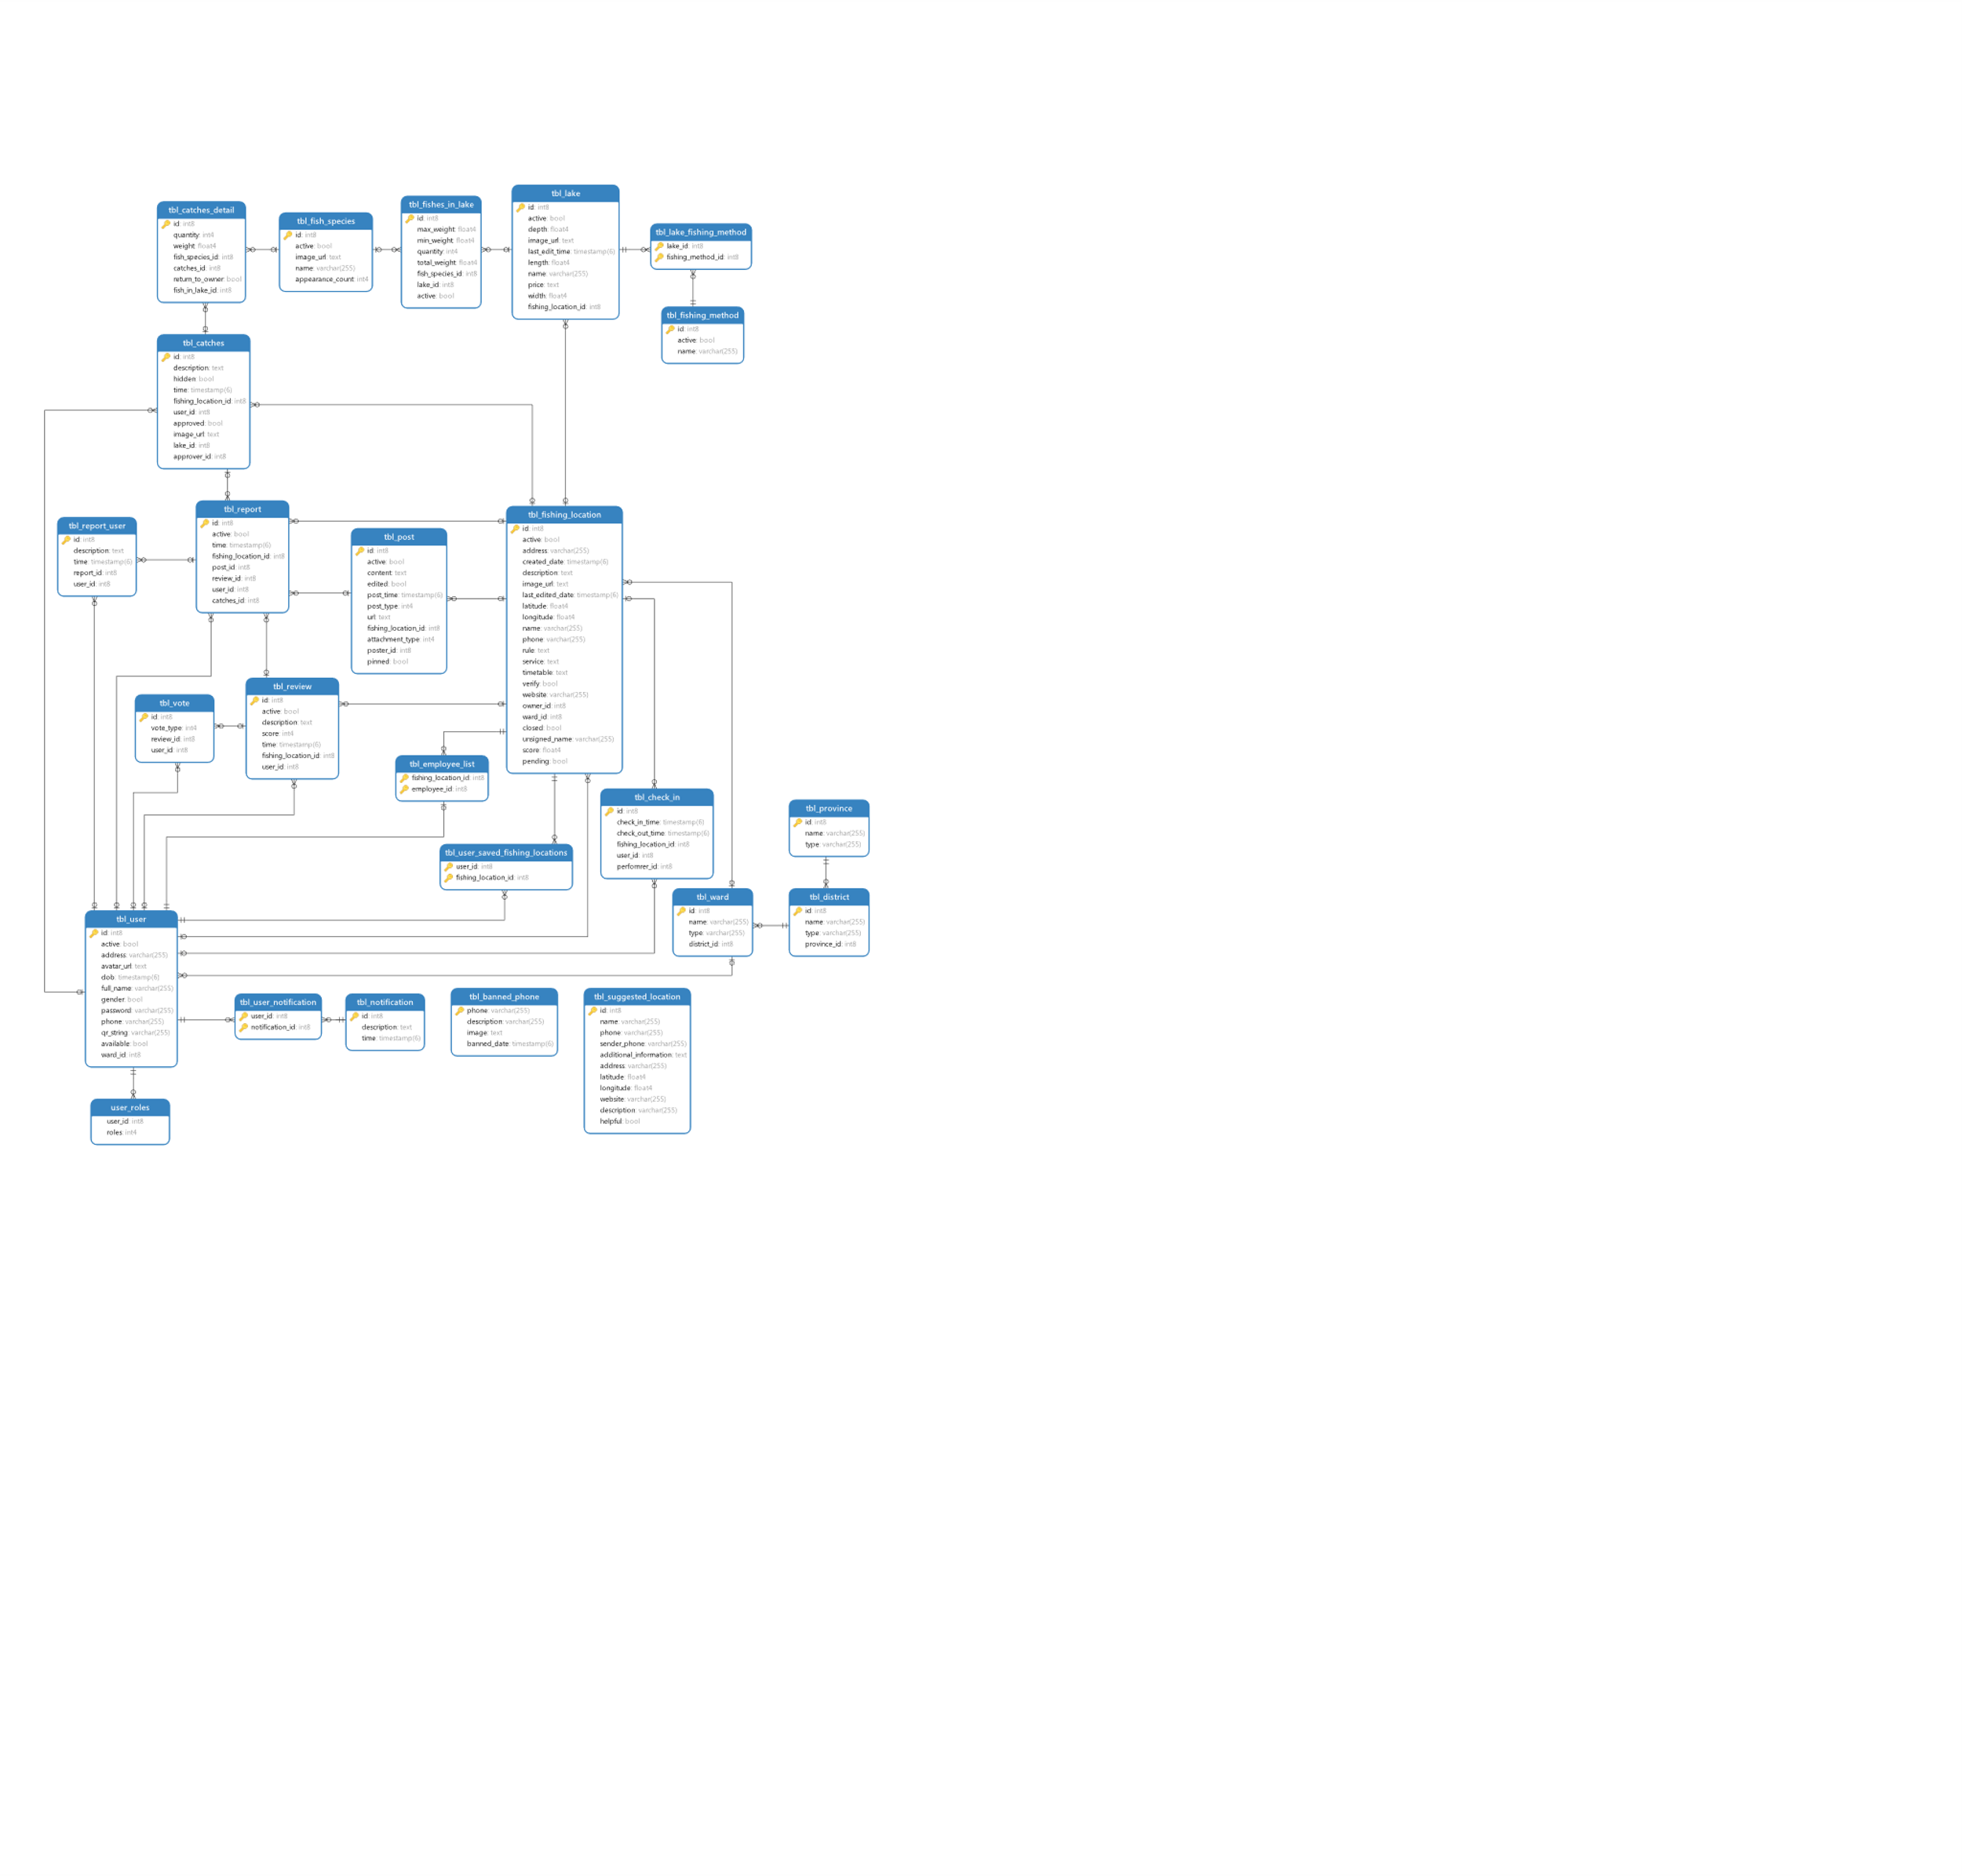 tbl_catches_detail
id: int8
quantity: int4
weight: float4
fish_species_id: int8
catches_id: int8
return_to_owner: bool
fish_in_lake_id: int8
tbl_fish_species
id: int8
active: bool
image_url: text
name: varchar(255)
appearance_count: int4
tbl_fishes_in_lake
id: int8
max_weight: float4
min_weight: float4
quantity: int4
total_weight: float4
fish_species_id: int8
lake_id: int8
active: bool
tbl_lake
id: int8
active: bool
depth: float4
image_url: text
last_edit_time: timestamp(6)
length: float4
name: varchar(255)
price: text
width: float4
fishing_location_id: int8
tbl_lake_fishing_method
lake_id: int8
fishing_method_id: int8
tbl_fishing_method
id: int8
active: bool
name: varchar(255)
tbl_catches
id: int8
description: text
hidden: bool
time: timestamp(6)
fishing_location_id: int8
user_id: int8
approved: bool
image_url: text
lake_id: int8
approver_id: int8
tbl_report_user
id: int8
description: text
time: timestamp(6)
report_id: int8
user_id: int8
tbl_report
id: int8
active: bool
time: timestamp(6)
fishing_location_id: int8
post_id: int8
review_id: int8
user_id: int8
catches_id: int8
tbl_post
id: int8
active: bool
content: text
edited: bool
post_time: timestamp(6)
post_type: int4
url: text
fishing_location_id: int8
attachment_type: int4
poster_id: int8
pinned: bool
tbl_fishing_location
id: int8
active: bool
address: varchar(255)
created_date: timestamp(6)
description: text
image_url: text
last_edited_date: timestamp(6)
latitude: float4
longitude: float4
name: varchar(255)
phone: varchar(255)
rule: text
service: text
timetable: text
verify: bool
website: varchar(255)
owner_id: int8
ward_id: int8
closed: bool
unsigned_name: varchar(255)
score: float4
pending: bool
tbl_vote
id: int8
vote_type: int4
review_id: int8
user_id: int8
tbl_review
id: int8
active: bool
description: text
score: int4
time: timestamp(6)
fishing_location_id: int8
user_id: int8
tbl_employee_list
fishing_location_id: int8
employee_id: int8
tbl_user_saved_fishing_locations
user_id: int8
fishing_location_id: int8
tbl_check_in
id: int8
check_in_time: timestamp(6)
check_out_time: timestamp(6)
fishing_location_id: int8
user_id: int8
perfomrer_id: int8
tbl_province
id: int8
name: varchar(255)
type: varchar(255)
tbl_ward
id: int8
name: varchar(255)
type: varchar(255)
district_id: int8
tbl_district
id: int8
name: varchar(255)
type: varchar(255)
province_id: int8
tbl_user
id: int8
active: bool
address: varchar(255)
avatar_url: text
dob: timestamp(6)
full_name: varchar(255)
gender: bool
password: varchar(255)
phone: varchar(255)
qr_string: varchar(255)
available: bool
ward_id: int8
tbl_user_notification
user_id: int8
notification_id: int8
tbl_notification
id: int8
description: text
time: timestamp(6)
tbl_banned_phone
phone: varchar(255)
description: varchar(255)
image: text
banned_date: timestamp(6)
tbl_suggested_location
id: int8
name: varchar(255)
phone: varchar(255)
sender_phone: varchar(255)
additional_information: text
address: varchar(255)
latitude: float4
longitude: float4
website: varchar(255)
description: varchar(255)
helpful: bool
user_roles
user_id: int8
roles: int4